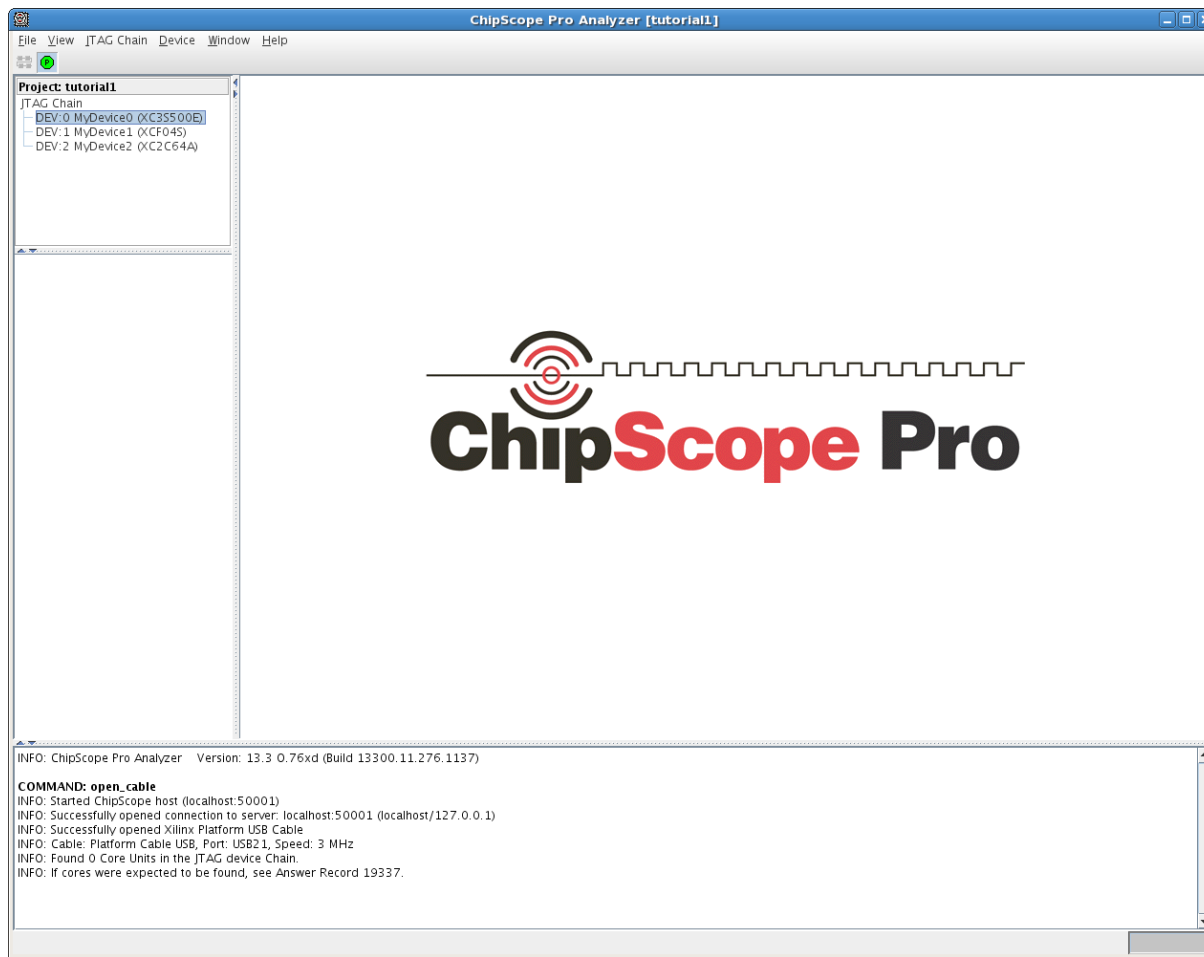 ChipScope Pro Analyzer [tutorial1]
File View JTAG Chain Device Window Help
P
Project: tutorial1
JTAG Chain
DEV:0 MyDevice0 (XC3S500E)
DEV:1 MyDevice1 (XCF04S)
DEV:2 MyDevice2 (XC2C64A)
ChipScope Pro
INFO: ChipScope Pro Analyzer Version: 13.3 0.76xd (Build 13300.11.276.1137)
COMMAND: open_cable
INFO: Started ChipScope host (localhost:50001)
INFO: Successfully opened connection to server: localhost:50001 (localhost/127.0.0.1)
INFO: Successfully opened Xilinx Platform USB Cable
INFO: Cable: Platform Cable USB, Port: USB21, Speed: 3 MHz
INFO: Found 0 Core Units in the JTAG device Chain.
INFO: If cores were expected to be found, see Answer Record 19337.